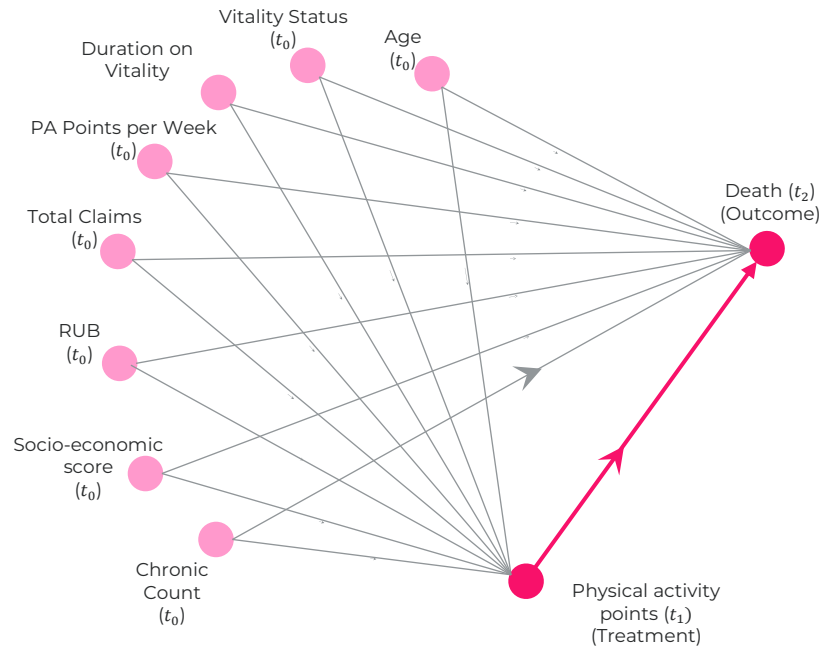 Vitality Status
(t₀)
Age
(t₀)
Duration on
Vitality
PA Points per Week
(t₀)
Total Claims
(t₀)
RUB
(t₀)
Socio-economic
score
(t₀)
Chronic
Count
(t₀)
Death (t₂)
(Outcome)
Physical activity
points (t₁)
(Treatment)